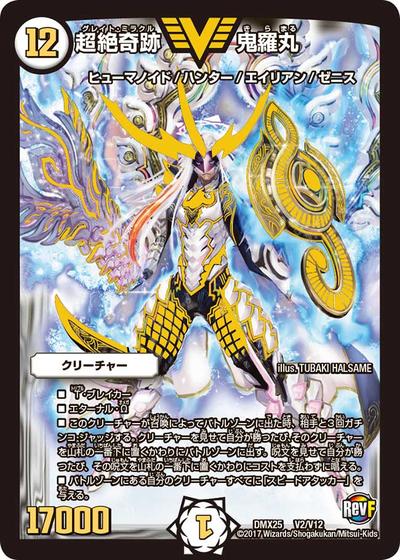 12
グレイト・ミラクル きらまる
超絶奇跡 鬼羅丸
ヒューマノイド/ハンター/エイリアン/ゼニス
illus. TUBAKI HALSAME
クリーチャー
■T・ブレイカー
■エターナル・Ω
■このクリーチャーが召喚によってバトルゾーンに出た時、相手と3回ガチ
ンコ・ジャッジする。クリーチャーを見せて自分が勝つたび、そのクリーチャー
を山札の一番下に置くかわりにバトルゾーンに出す。呪文を見せて自分が勝
つたび、その呪文を山札の一番下に置くかわりにコストを支払わずに唱える。
■バトルゾーンにある自分のクリーチャーすべてに「スピードアタッカー」を
与える。
17000
1
DMX25 V2/V12
©2017 Wizards/Shogakukan/Mitsui-Kids
RevF